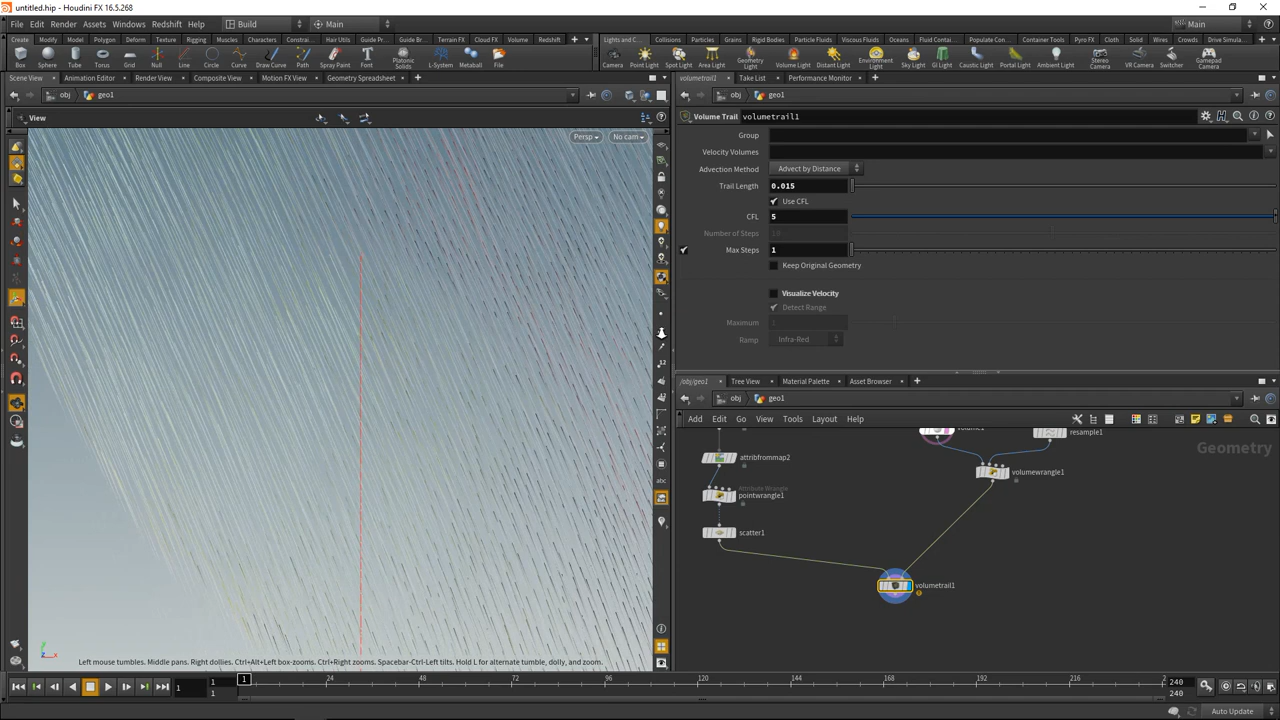 untitled.hip - Houdini FX 16.5.268
File Edit Render Assets Windows Redshift Help Build Main Main
Create Modify Model Polygon Deform Texture Rigging Muscles Characters Constrai... Hair Utils Guide Pr... Guide Br... Terrain FX Cloud FX Volume Redshift
Lights and C... Collisions Particles Grains Rigid Bodies Particle Fluids Viscous Fluids Oceans Fluid Contai... Populate Con... Container Tools Pyro FX Cloth Solid Wires Crowds Drive Simula...
Box Sphere Tube Torus Grid Null Line Circle Curve Draw Curve Path Spray Paint Font Platonic Solids L-System Metaball File
Camera Point Light Spot Light Area Light Geometry Light Volume Light Distant Light Environment Light Sky Light GI Light Caustic Light Portal Light Ambient Light Stereo Camera VR Camera Switcher Gamepad Camera
Scene View Animation Editor Render View Composite View Motion FX View Geometry Spreadsheet
volumetrail1 Take List Performance Monitor
obj geo1
obj geo1
View
Persp No cam
Volume Trail volumetrail1
Group
Velocity Volumes
Advection Method Advect by Distance
Trail Length 0.015
Use CFL
CFL 5
Number of Steps 10
Max Steps 1
Keep Original Geometry
Visualize Velocity
Detect Range
Maximum 1
Ramp Infra-Red
/obj/geo1 Tree View Material Palette Asset Browser
obj geo1
Add Edit Go View Tools Layout Help
Geometry
resample1
attribfrommap2
volumewrangle1
Attribute Wrangle
pointwrangle1
scatter1
volumetrail1
12
abc
Left mouse tumbles. Middle pans. Right dollies. Ctrl+Alt+Left box-zooms. Ctrl+Right zooms. Spacebar-Ctrl-Left tilts. Hold L for alternate tumble, dolly, and zoom.
1 1 1 1 24 48 72 96 120 144 168 192 216 240 240
Auto Update